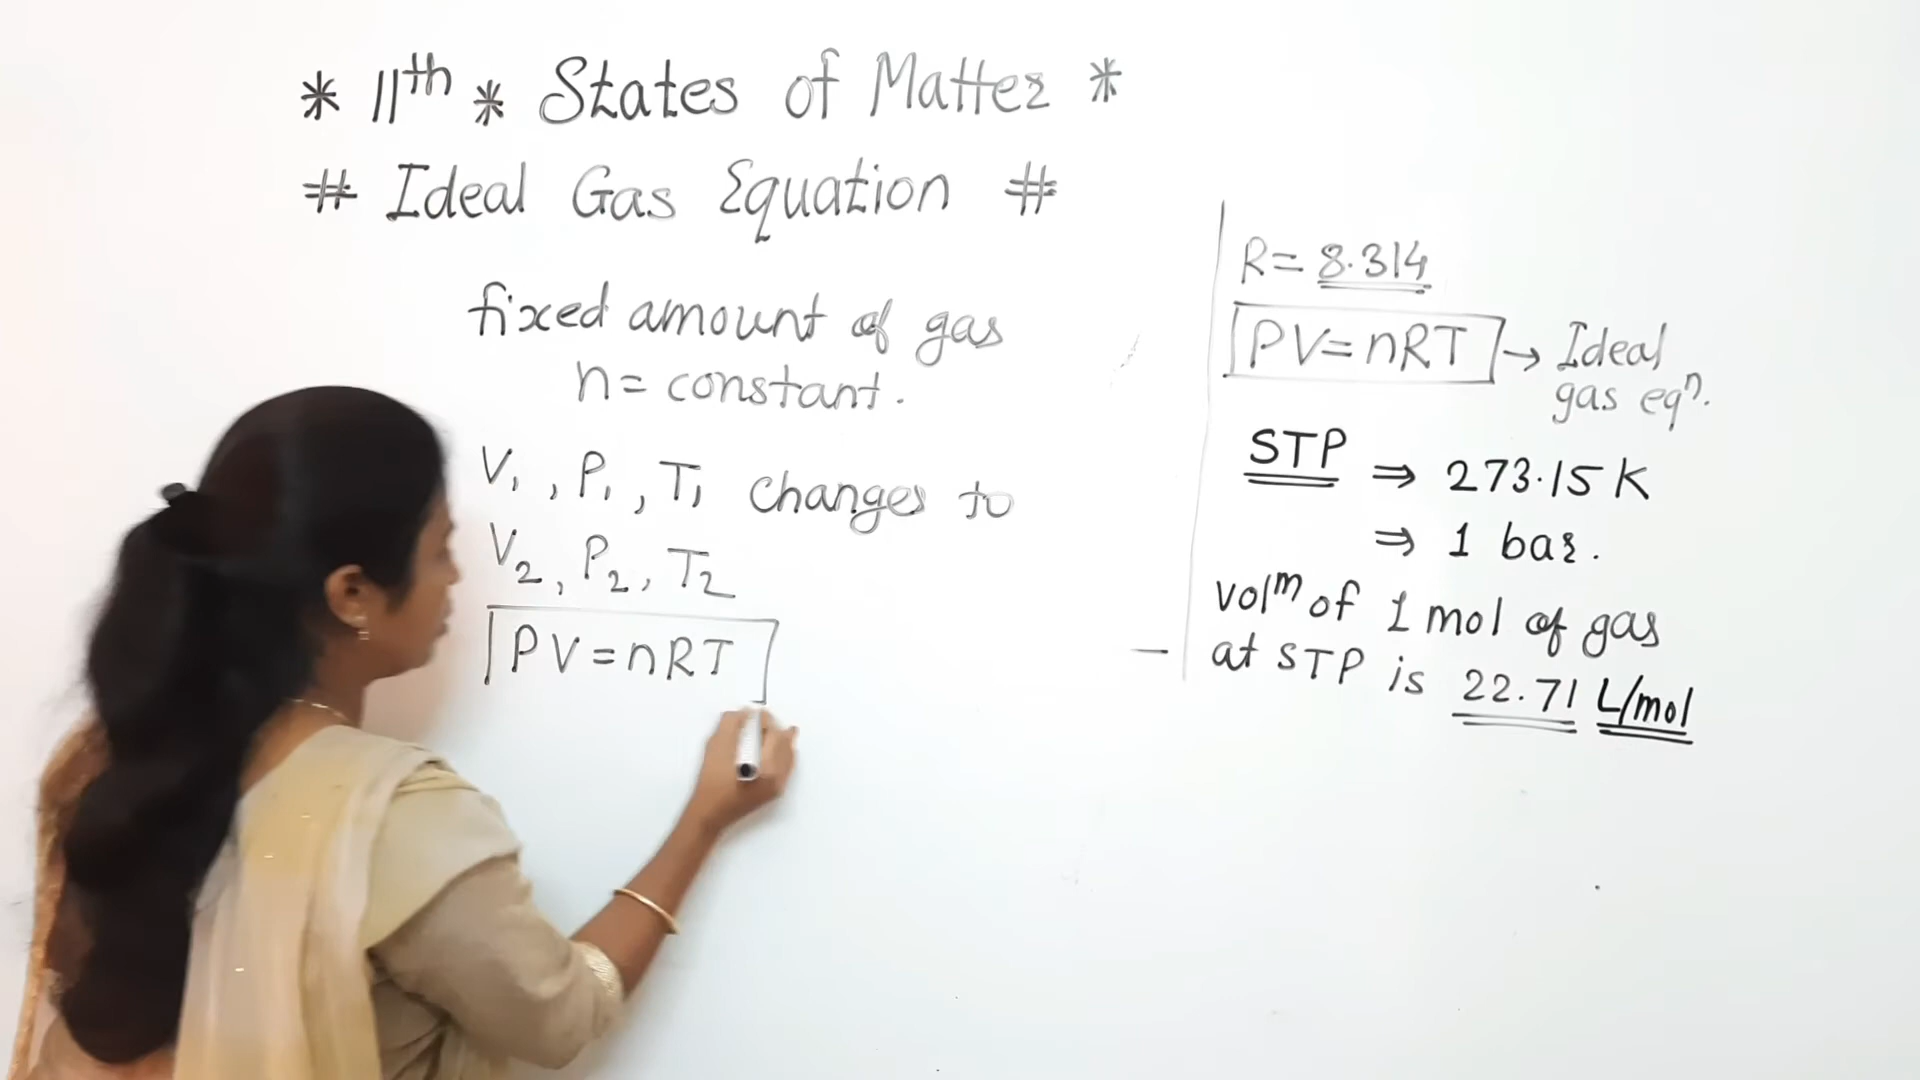 * 11th * States of Matter *
# Ideal Gas Equation #
fixed amount of gas
n = constant.
V₁, P₁, T₁ changes to
V₂, P₂, T₂
PV = nRT
R = 8.314
PV = nRT → Ideal
gas eqⁿ.
STP ⇒ 273.15 K
⇒ 1 bar.
volᵐ of 1 mol of gas
at STP is 22.71 L/mol